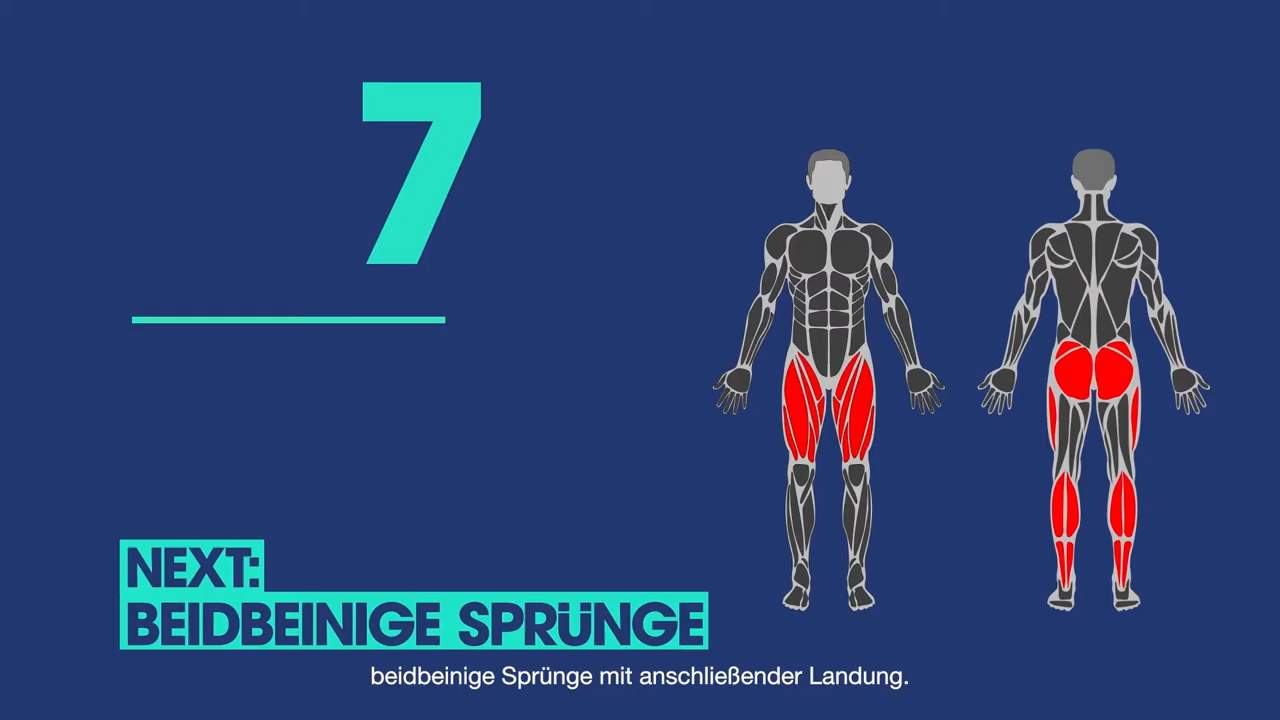 7
NEXT:
BEIDBEINIGE SPRÜNGE
beidbeinige Sprünge mit anschließender Landung.